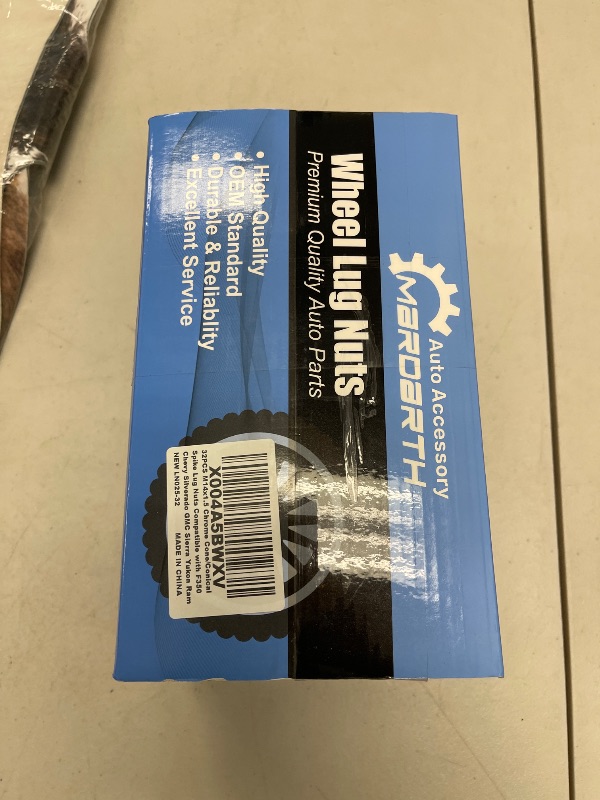 Auto Accessory
MARDARTH
Wheel Lug Nuts
Premium Quality Auto Parts
• High Quality
• OEM Standard
• Durable & Reliablity
• Excellent Service
X004A5BWXV
32PCS M14x1.5 Chrome Cone/Conical
Spike Lug Nuts Compatible with F350
Chevy Silverado GMC Sierra Yukon Ram
NEW LN025-32 MADE IN CHINA